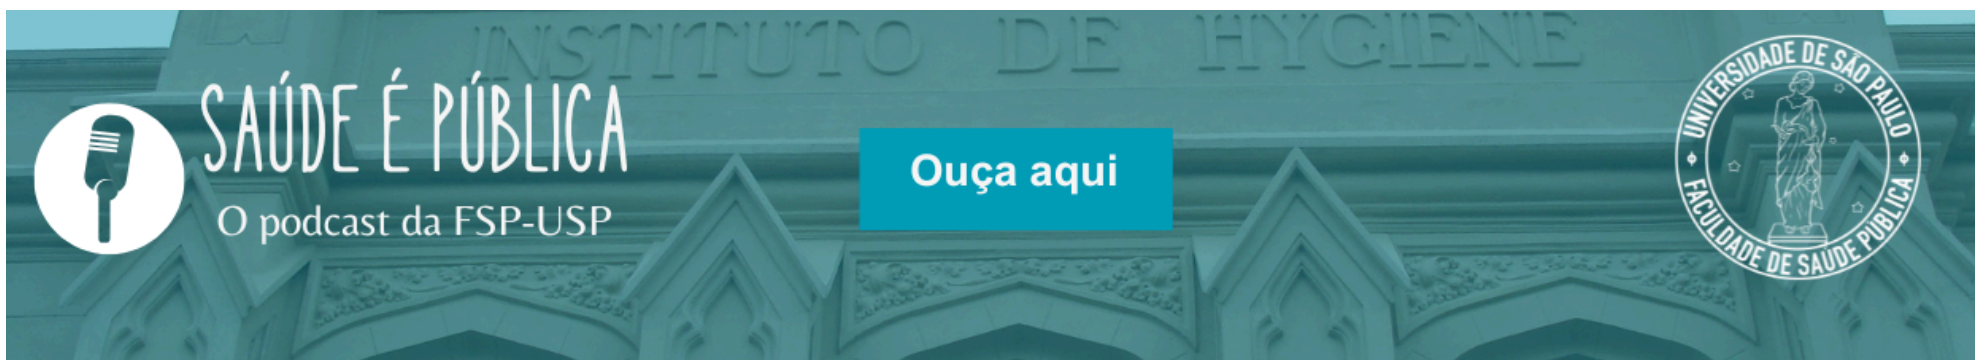 INSTITUTO DE HYGIENE
SAÚDE É PÚBLICA
O podcast da FSP-USP
Ouça aqui
UNIVERSIDADE DE SÃO PAULO
FACULDADE DE SAÚDE PÚBLICA